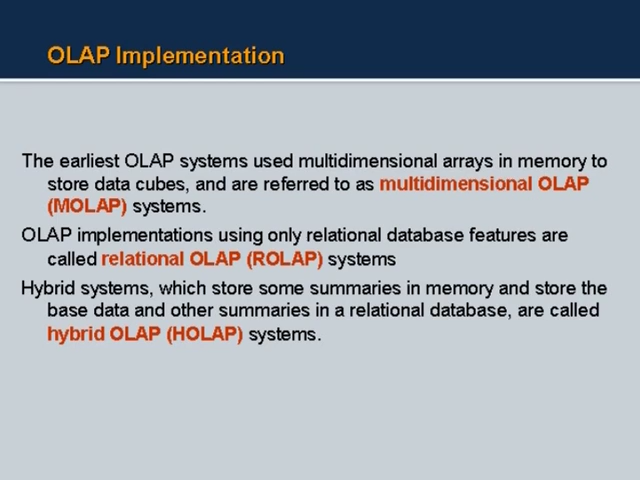 OLAP Implementation
The earliest OLAP systems used multidimensional arrays in memory to
store data cubes, and are referred to as multidimensional OLAP
(MOLAP) systems.
OLAP implementations using only relational database features are
called relational OLAP (ROLAP) systems
Hybrid systems, which store some summaries in memory and store the
base data and other summaries in a relational database, are called
hybrid OLAP (HOLAP) systems.